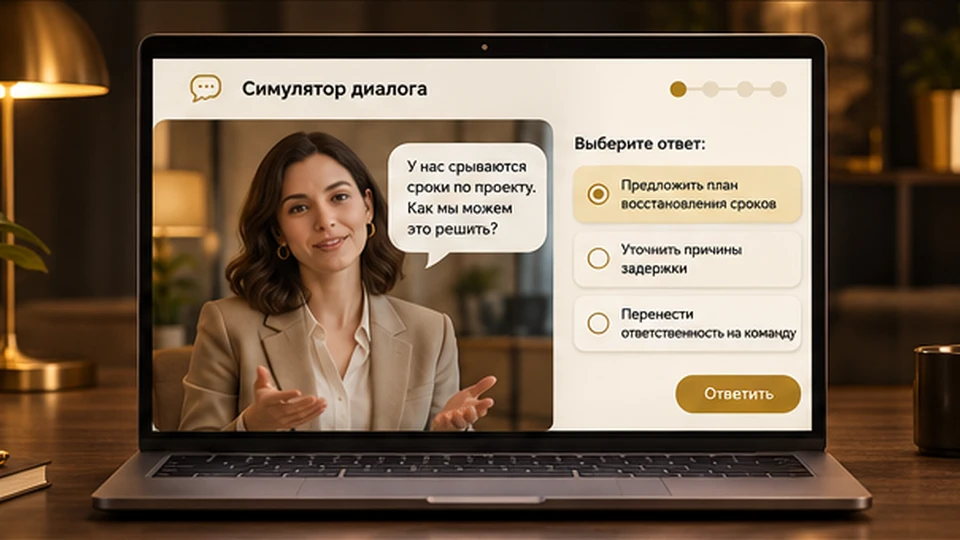 Симулятор диалога
У нас срываются
сроки по проекту.
Как мы можем
это решить?
Выберите ответ:
Предложить план
восстановления сроков
Уточнить причины
задержки
Перенести
ответственность на команду
Ответить